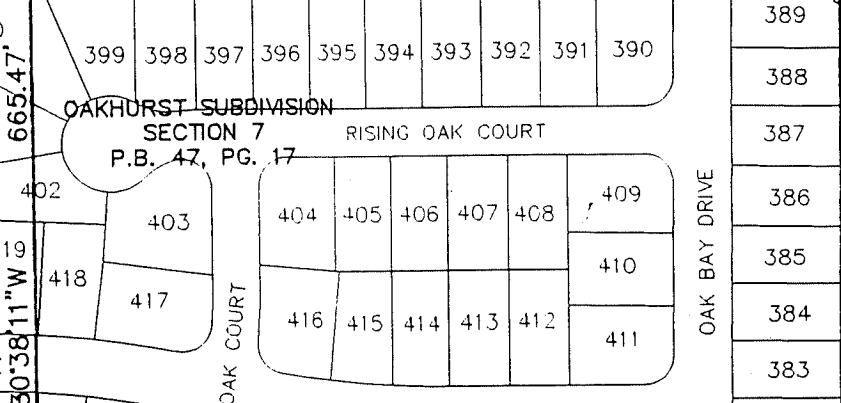 389
399 398 397 396 395 394 393 392 391 390
388
665.47'
OAKHURST SUBDIVISION
SECTION 7
P.B. 47, PG. 17
RISING OAK COURT
387
402
403
404 405 406 407 408
409
386
OAK BAY DRIVE
19
418
417
410
385
30°38'11"W
OAK COURT
416 415 414 413 412
411
384
383